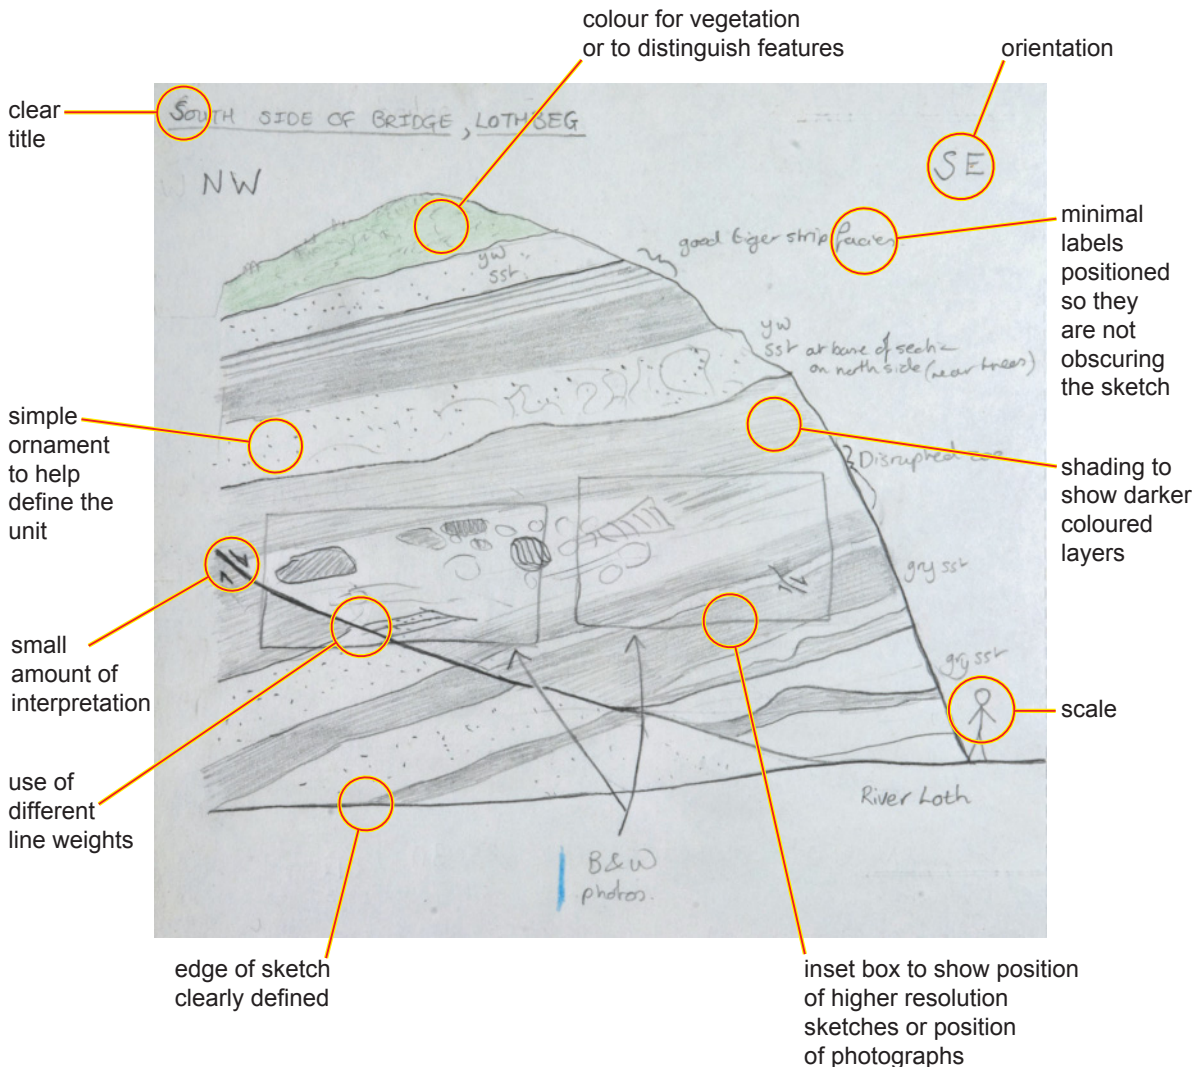 colour for vegetation
or to distinguish features
orientation
clear
title
SOUTH SIDE OF BRIDGE, LOTHBEG
NW
SE
minimal
labels
positioned
so they
are not
obscuring
the sketch
good tiger strip facies
yw
sst
yw
sst at base of
on north side (near trees)
simple
ornament
to help
define the
unit
Disrupted
shading to
show darker
coloured
layers
gry sst
small
amount of
interpretation
gry sst
scale
use of
different
line weights
River Loth
B&W
photos.
edge of sketch
clearly defined
inset box to show position
of higher resolution
sketches or position
of photographs